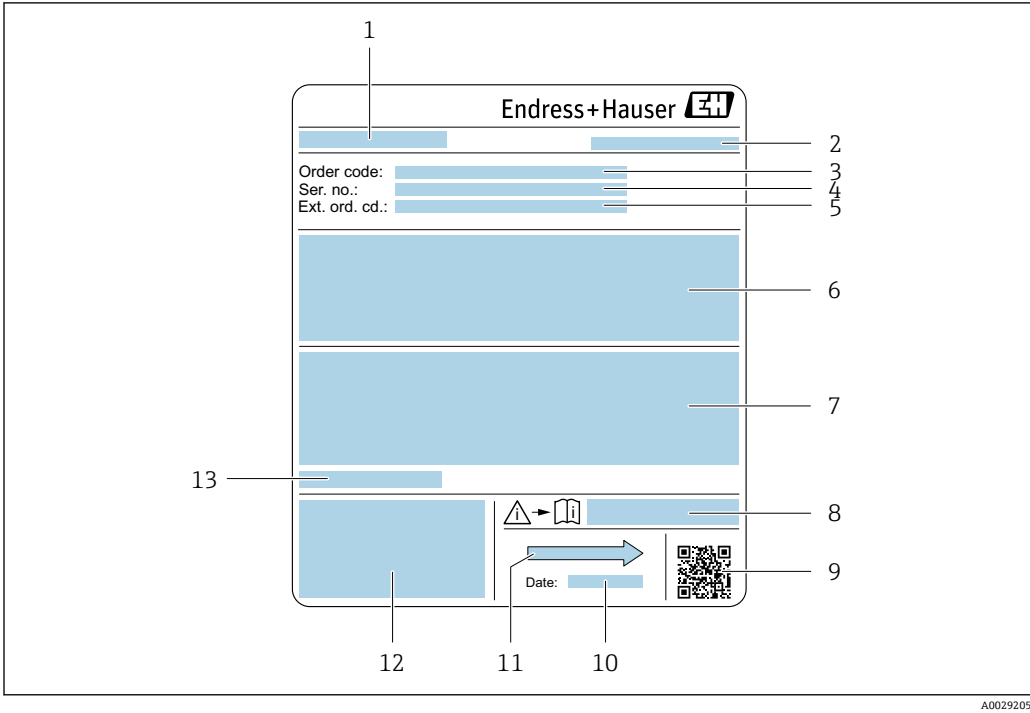 1
Endress+Hauser EH
2
Order code: 3
Ser. no.: 4
Ext. ord. cd.: 5
6
7
13
i i 8
9
Date:
12 11 10
A0029205